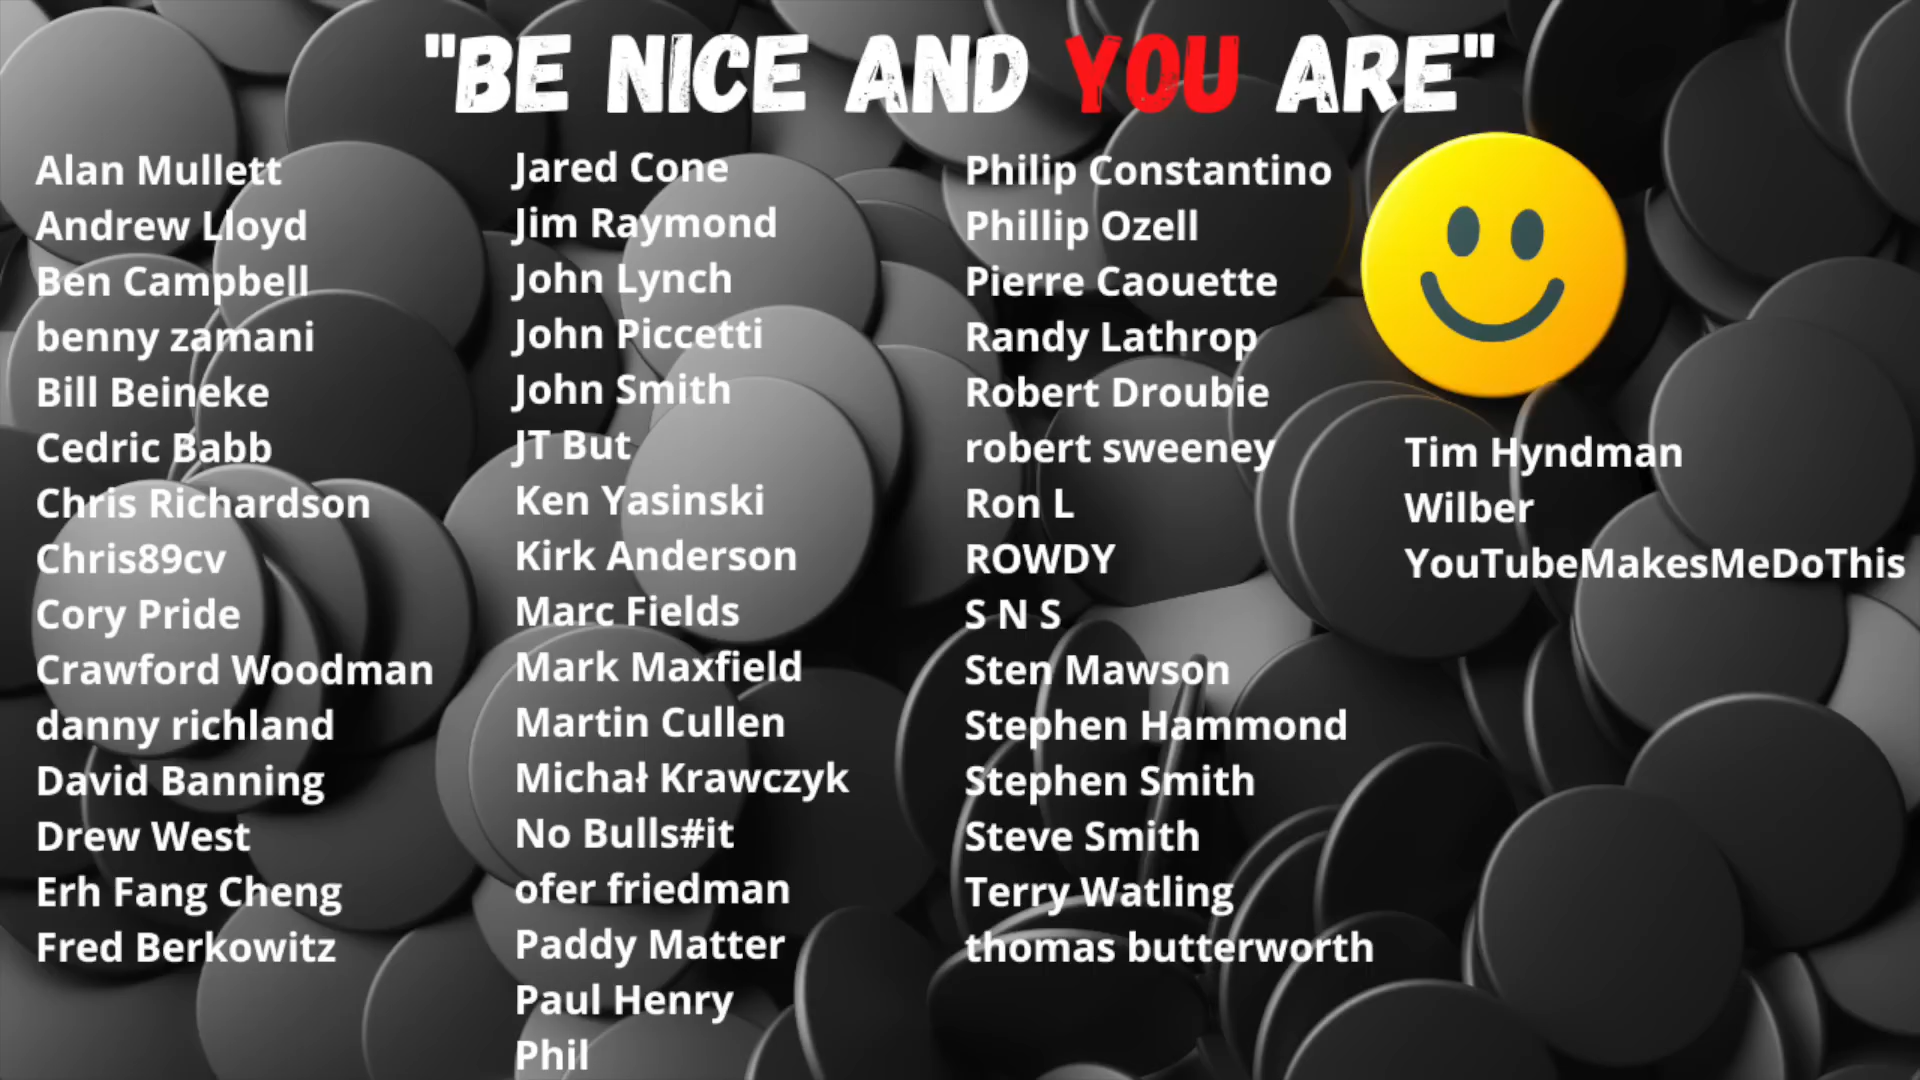 "BE NICE AND YOU ARE"
Alan Mullett
Andrew Lloyd
Ben Campbell
benny zamani
Bill Beineke
Cedric Babb
Chris Richardson
Chris89cv
Cory Pride
Crawford Woodman
danny richland
David Banning
Drew West
Erh Fang Cheng
Fred Berkowitz
Jared Cone
Jim Raymond
John Lynch
John Piccetti
John Smith
JT But
Ken Yasinski
Kirk Anderson
Marc Fields
Mark Maxfield
Martin Cullen
Michał Krawczyk
No Bulls#it
ofer friedman
Paddy Matter
Paul Henry
Phil
Philip Constantino
Phillip Ozell
Pierre Caouette
Randy Lathrop
Robert Droubie
robert sweeney
Ron L
ROWDY
S N S
Sten Mawson
Stephen Hammond
Stephen Smith
Steve Smith
Terry Watling
thomas butterworth
Tim Hyndman
Wilber
YouTubeMakesMeDoThis